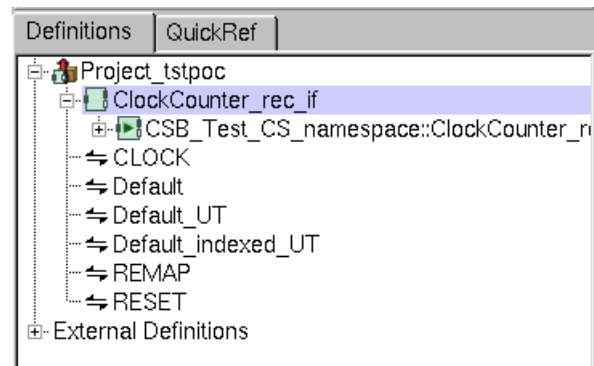 Definitions QuickRef
Project_tstpoc
ClockCounter_rec_if
CSB_Test_CS_namespace::ClockCounter_r
CLOCK
Default
Default_UT
Default_indexed_UT
REMAP
RESET
External Definitions